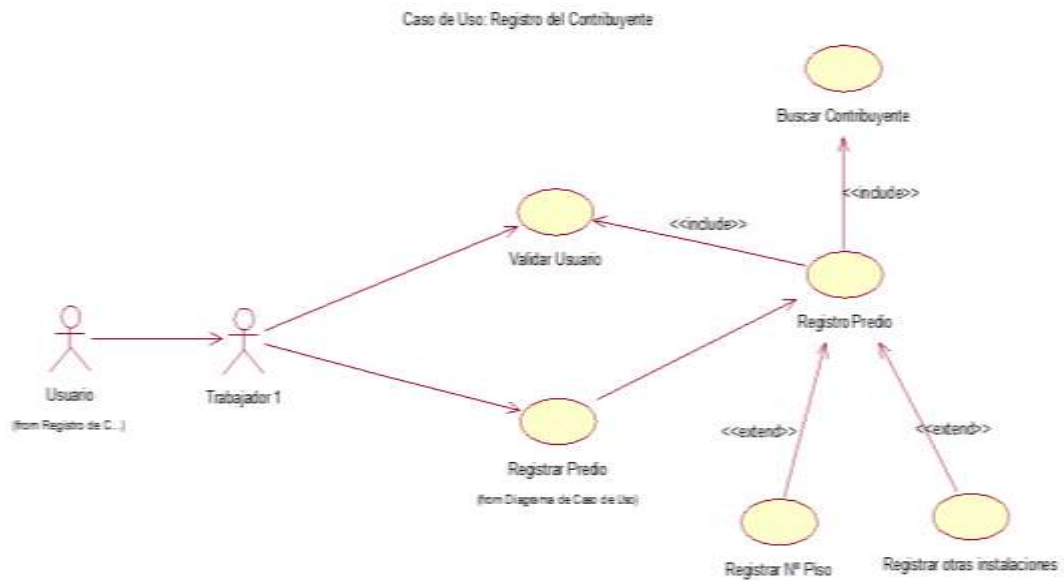 Caso de Uso: Registro del Contribuyente
Buscar Contribuyente
<<include>>
<<include>>
Validar Usuario
Registro Predio
Usuario
(from Registro de C...)
Trabajador 1
<<extend>>
<<extend>>
Registrar Predio
(from Diagrama de Caso de Uso)
Registrar Nº Piso
Registrar otras instalaciones